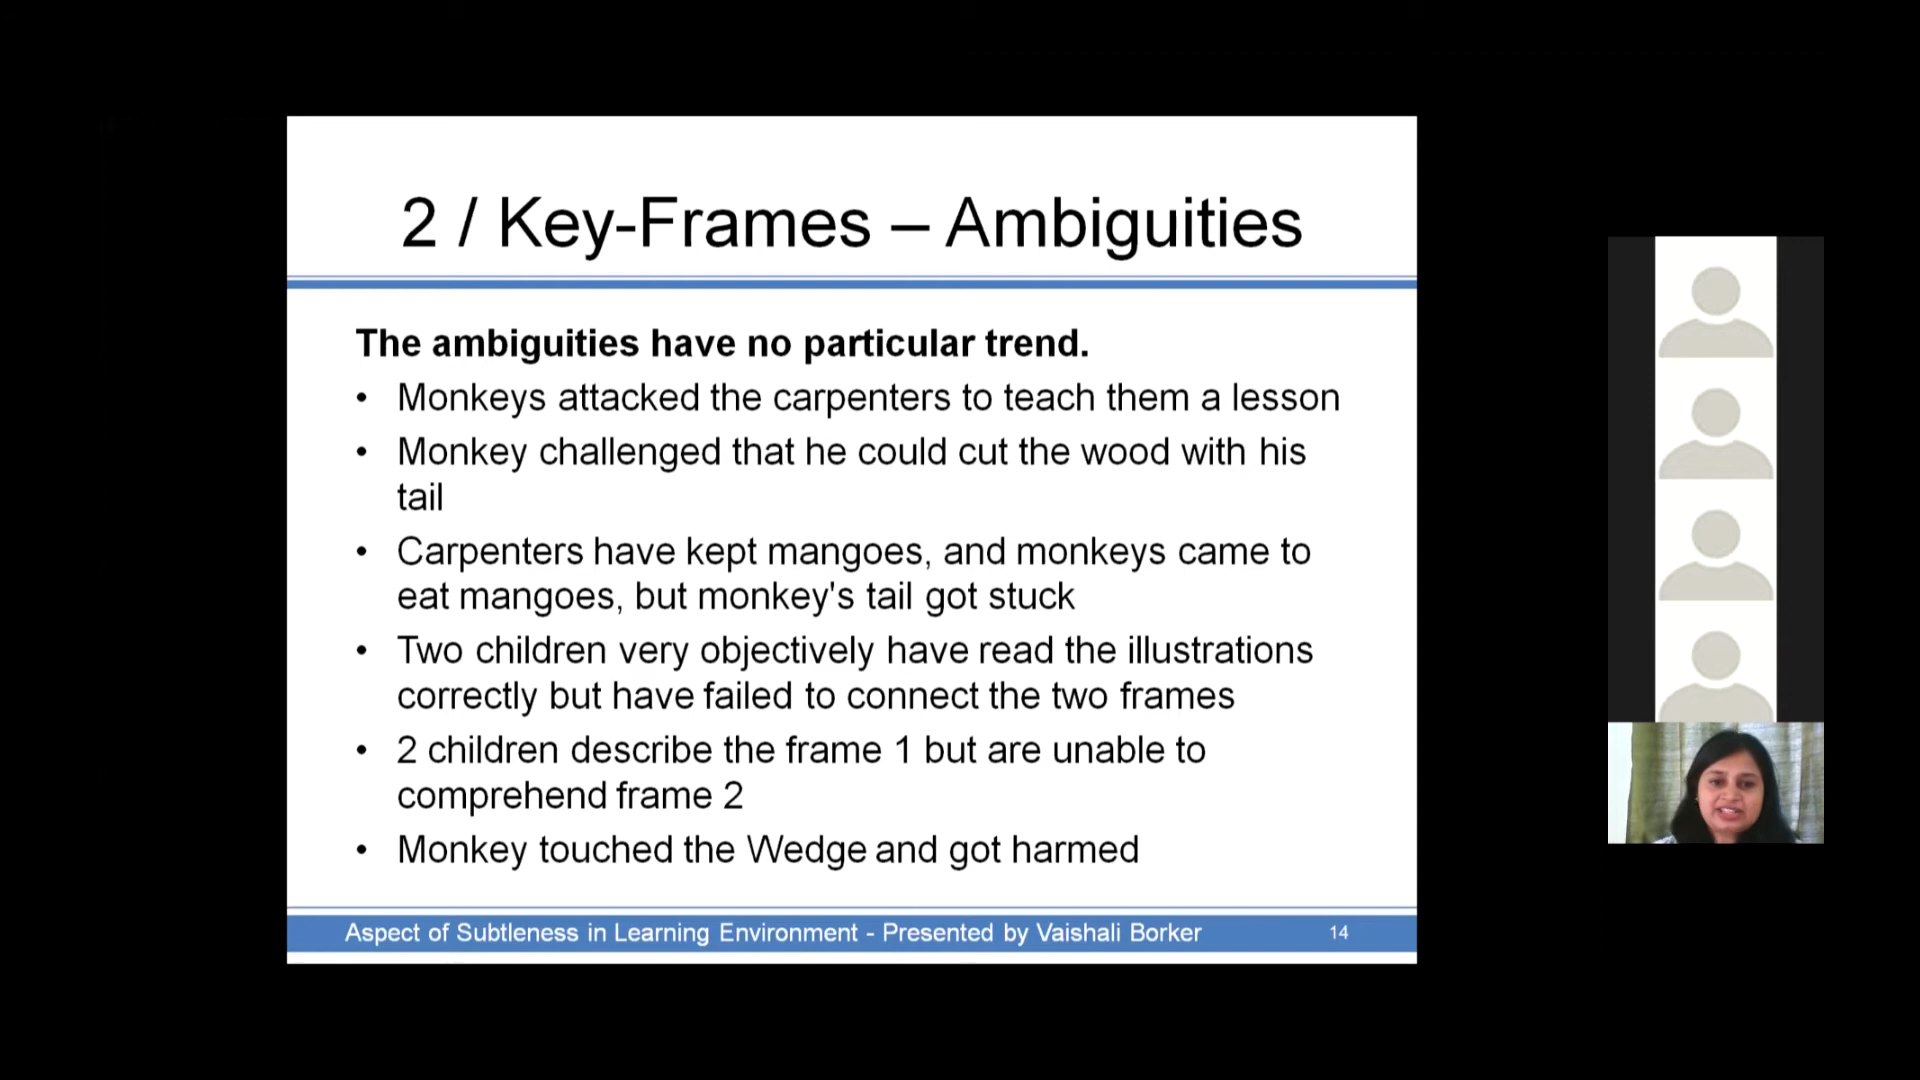 2 / Key-Frames – Ambiguities
The ambiguities have no particular trend.
• Monkeys attacked the carpenters to teach them a lesson
• Monkey challenged that he could cut the wood with his
tail
• Carpenters have kept mangoes, and monkeys came to
eat mangoes, but monkey's tail got stuck
• Two children very objectively have read the illustrations
correctly but have failed to connect the two frames
• 2 children describe the frame 1 but are unable to
comprehend frame 2
• Monkey touched the Wedge and got harmed
Aspect of Subtleness in Learning Environment - Presented by Vaishali Borker 14